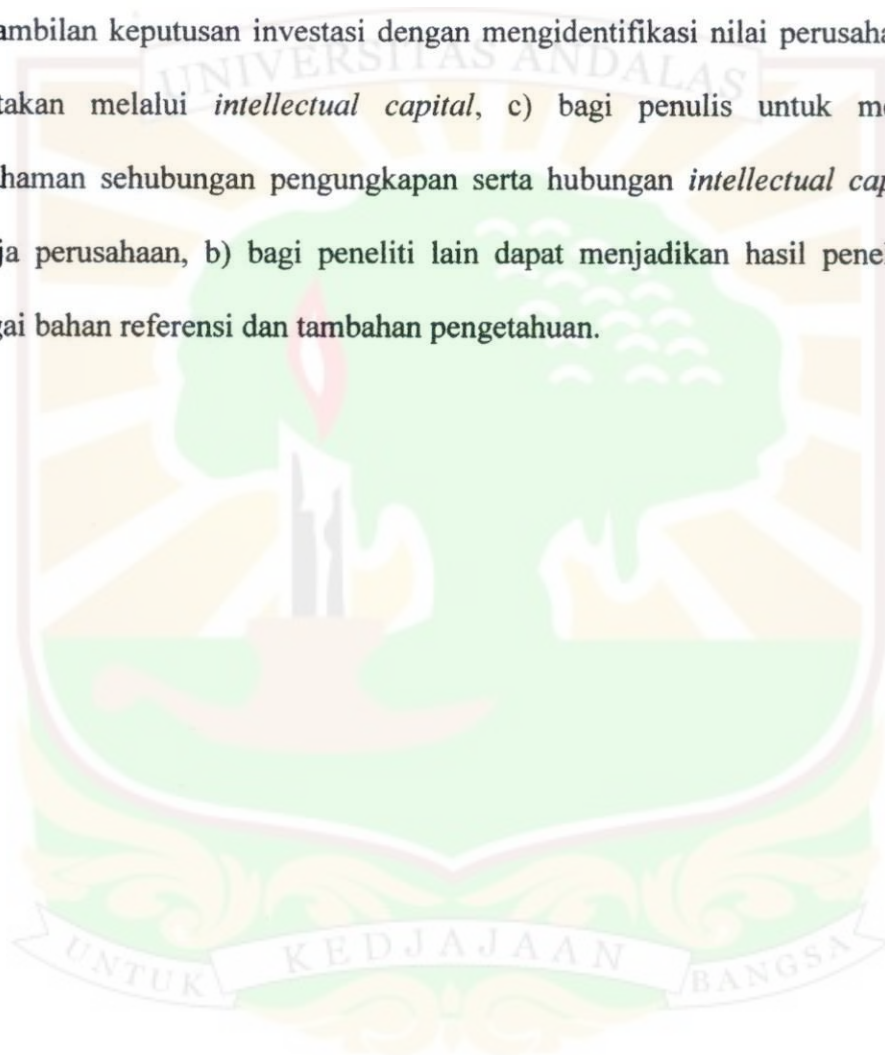 ambilan keputusan investasi dengan mengidentifikasi nilai perusaha
takan melalui intellectual capital, c) bagi penulis untuk m
haman sehubungan pengungkapan serta hubungan intellectual cap
ja perusahaan, b) bagi peneliti lain dapat menjadikan hasil pene
gai bahan referensi dan tambahan pengetahuan.
UNIVERSITAS ANDALAS
UNTUK KEDJAJAAN BANGSA